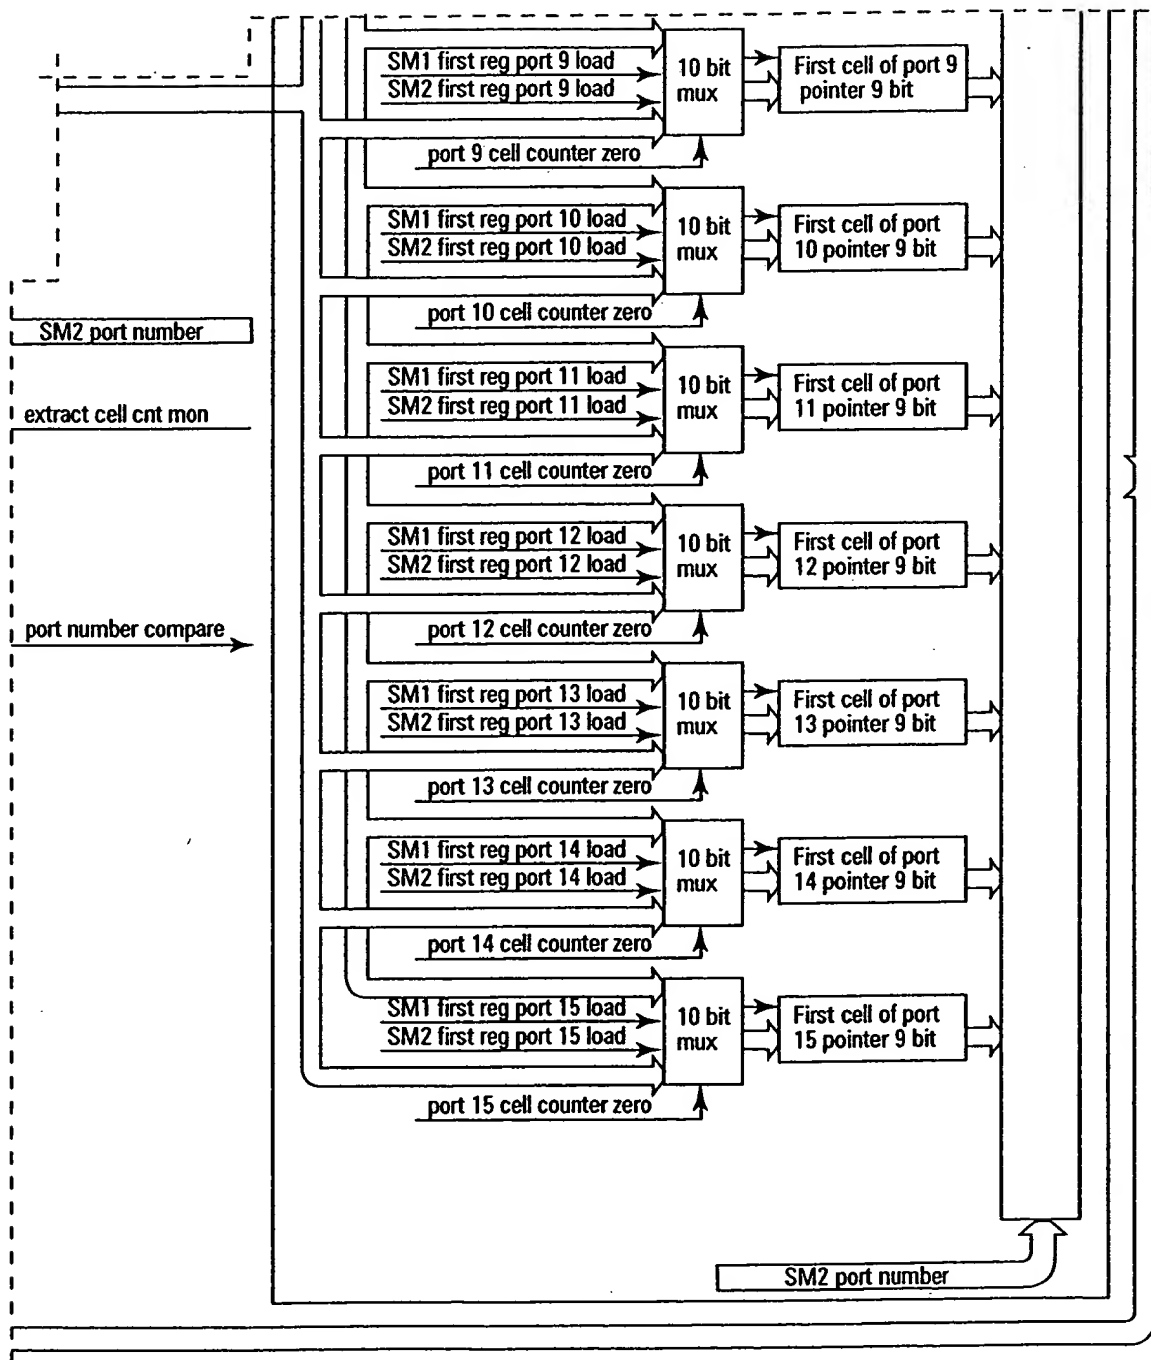 SM1 first reg port 9 load
SM2 first reg port 9 load
10 bit
mux
First cell of port 9
pointer 9 bit
port 9 cell counter zero
SM1 first reg port 10 load
SM2 first reg port 10 load
10 bit
mux
First cell of port
10 pointer 9 bit
port 10 cell counter zero
SM2 port number
SM1 first reg port 11 load
SM2 first reg port 11 load
10 bit
mux
First cell of port
11 pointer 9 bit
extract cell cnt mon
port 11 cell counter zero
SM1 first reg port 12 load
SM2 first reg port 12 load
10 bit
mux
First cell of port
12 pointer 9 bit
port 12 cell counter zero
port number compare
SM1 first reg port 13 load
SM2 first reg port 13 load
10 bit
mux
First cell of port
13 pointer 9 bit
port 13 cell counter zero
SM1 first reg port 14 load
SM2 first reg port 14 load
10 bit
mux
First cell of port
14 pointer 9 bit
port 14 cell counter zero
SM1 first reg port 15 load
SM2 first reg port 15 load
10 bit
mux
First cell of port
15 pointer 9 bit
port 15 cell counter zero
SM2 port number